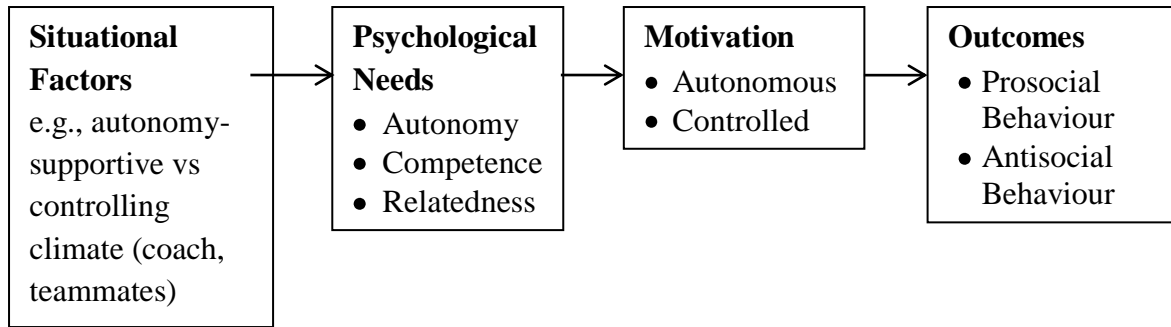 Situational
Factors
e.g., autonomy-
supportive vs
controlling
climate (coach,
teammates)
Psychological
Needs
• Autonomy
• Competence
• Relatedness
Motivation
• Autonomous
• Controlled
Outcomes
• Prosocial
Behaviour
• Antisocial
Behaviour